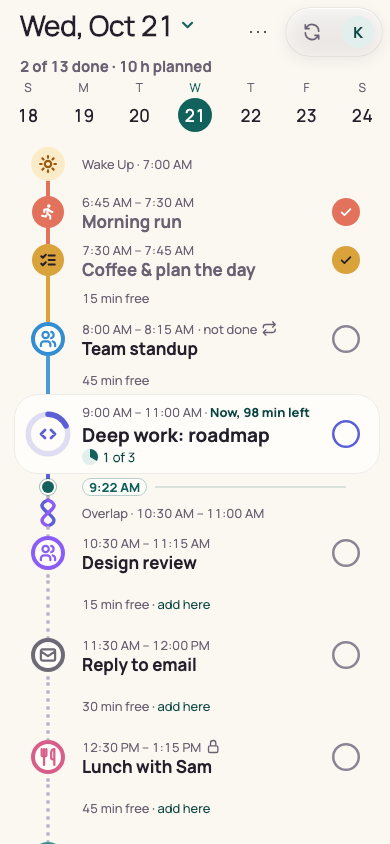 Wed, Oct 21
...
K
2 of 13 done · 10 h planned
S M T W T F S
18 19 20 21 22 23 24
Wake Up · 7:00 AM
6:45 AM – 7:30 AM
Morning run
7:30 AM – 7:45 AM
Coffee & plan the day
15 min free
8:00 AM – 8:15 AM · not done
Team standup
45 min free
9:00 AM – 11:00 AM · Now, 98 min left
Deep work: roadmap
1 of 3
9:22 AM
Overlap · 10:30 AM – 11:00 AM
10:30 AM – 11:15 AM
Design review
15 min free · add here
11:30 AM – 12:00 PM
Reply to email
30 min free · add here
12:30 PM – 1:15 PM
Lunch with Sam
45 min free · add here